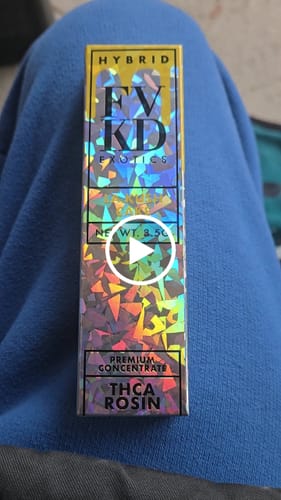 HYBRID
FV
KD
EXOTICS
NET WT. 3.5G
PREMIUM
CONCENTRATE
THCA
ROSIN